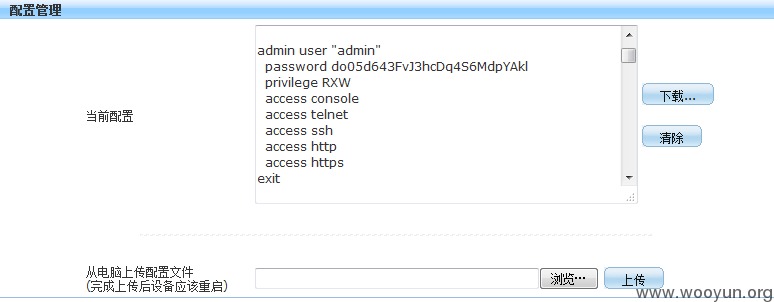 配置管理
admin user "admin"
password do05d643FvJ3hcDq4S6MdpYAkl
privilege RXW
access console
access telnet
access ssh
access http
access https
exit
当前配置
下载...
清除
从电脑上传配置文件
(完成上传后设备应该重启)
浏览…
上传
www.wooyun.org